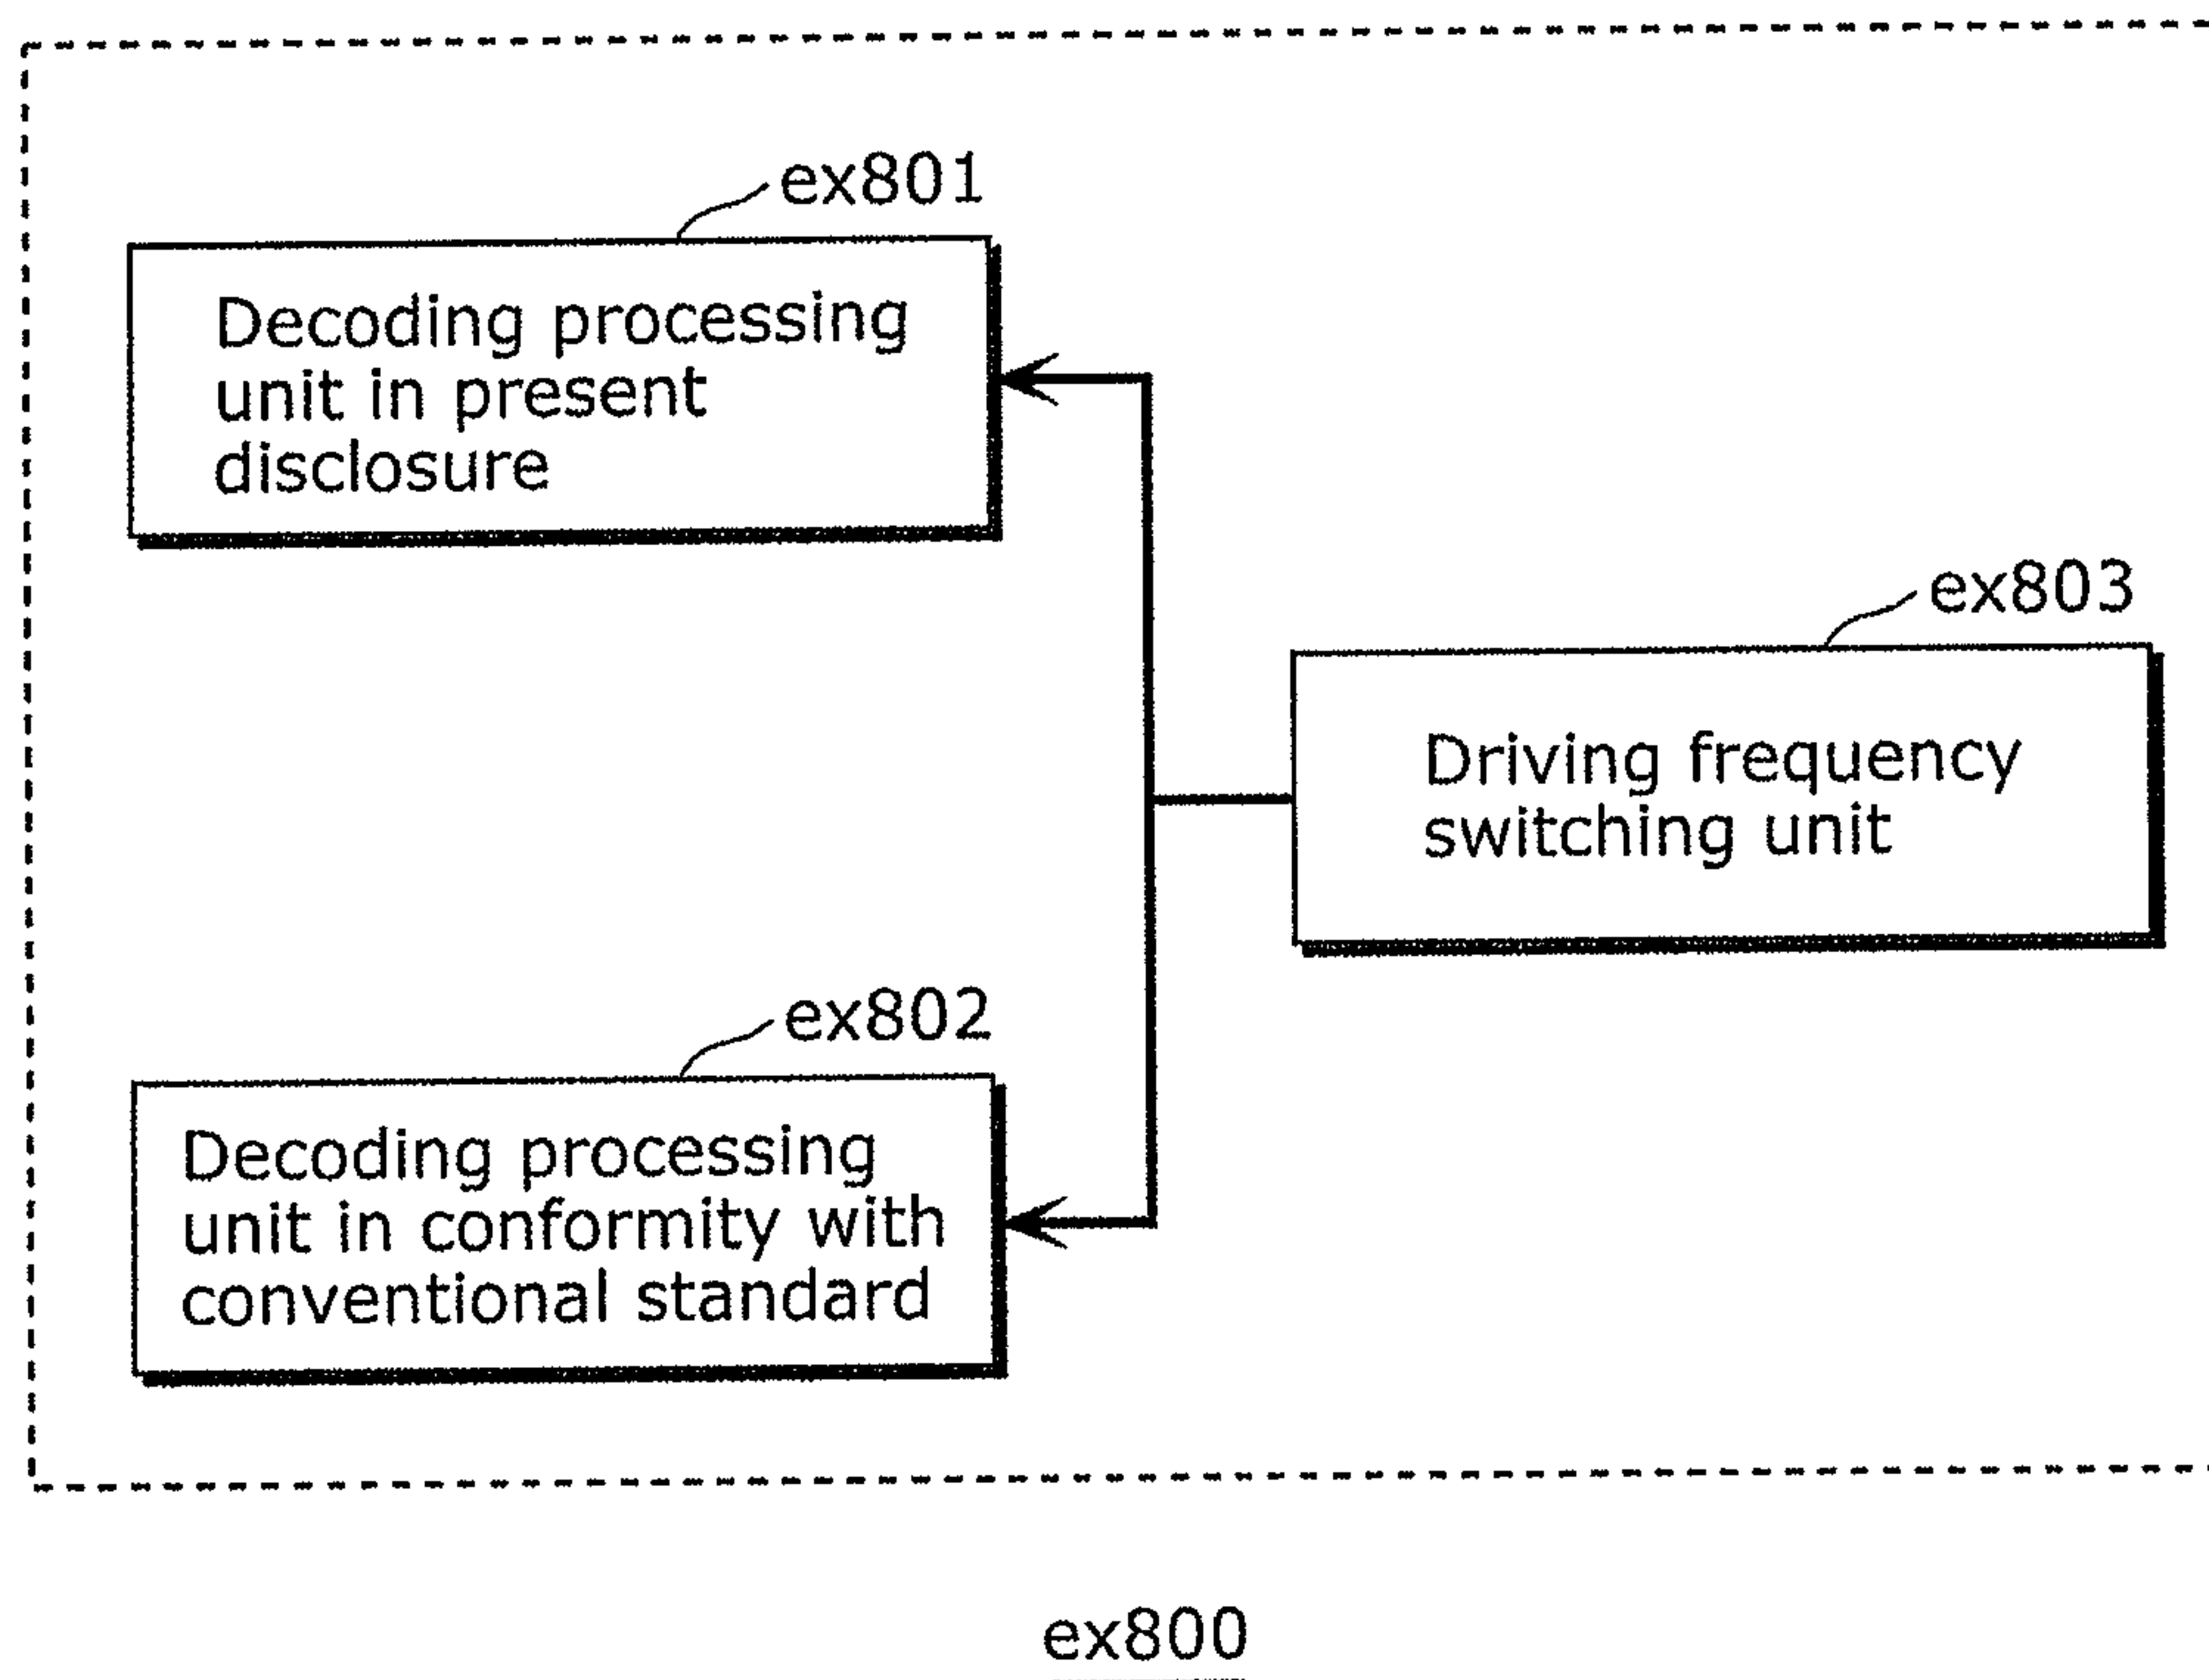 ex801
Decoding processing
unit in present
disclosure
ex803
Driving frequency
switching unit
ex802
Decoding processing
unit in conformity with
conventional standard
ex800